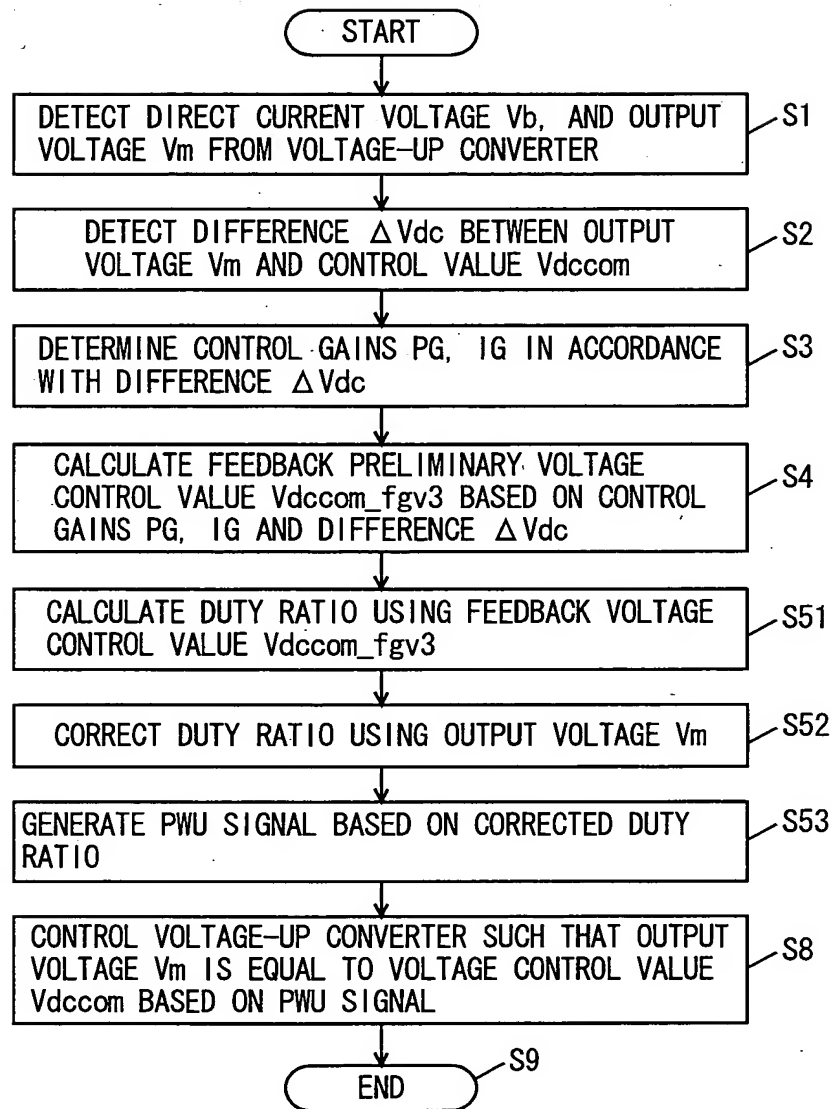 START
DETECT DIRECT CURRENT VOLTAGE Vb, AND OUTPUT
VOLTAGE Vm FROM VOLTAGE-UP CONVERTER
S1
DETECT DIFFERENCE △Vdc BETWEEN OUTPUT
VOLTAGE Vm AND CONTROL VALUE Vdccom
S2
DETERMINE CONTROL GAINS PG, IG IN ACCORDANCE
WITH DIFFERENCE △Vdc
S3
CALCULATE FEEDBACK PRELIMINARY VOLTAGE
CONTROL VALUE Vdccom_fgv3 BASED ON CONTROL
GAINS PG, IG AND DIFFERENCE △Vdc
S4
CALCULATE DUTY RATIO USING FEEDBACK VOLTAGE
CONTROL VALUE Vdccom_fgv3
S51
CORRECT DUTY RATIO USING OUTPUT VOLTAGE Vm
S52
GENERATE PWU SIGNAL BASED ON CORRECTED DUTY
RATIO
S53
CONTROL VOLTAGE-UP CONVERTER SUCH THAT OUTPUT
VOLTAGE Vm IS EQUAL TO VOLTAGE CONTROL VALUE
Vdccom BASED ON PWU SIGNAL
S8
END
S9